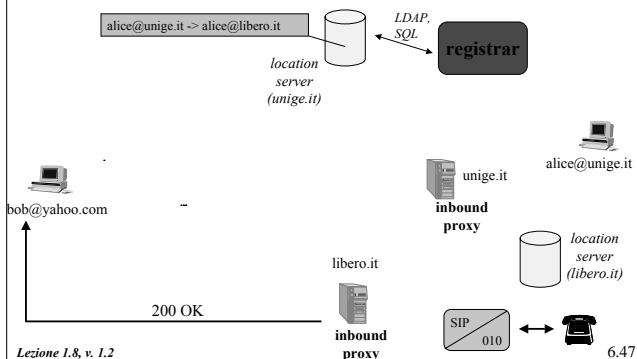 alice@unige.it -> alice@libero.it
LDAP,
SQL
registrar
location
server
(unige.it)
alice@unige.it
unige.it
bob@yahoo.com
inbound
proxy
location
server
(libero.it)
libero.it
200 OK
SIP
010
inbound
proxy
Lezione 1.8, v. 1.2
6.47